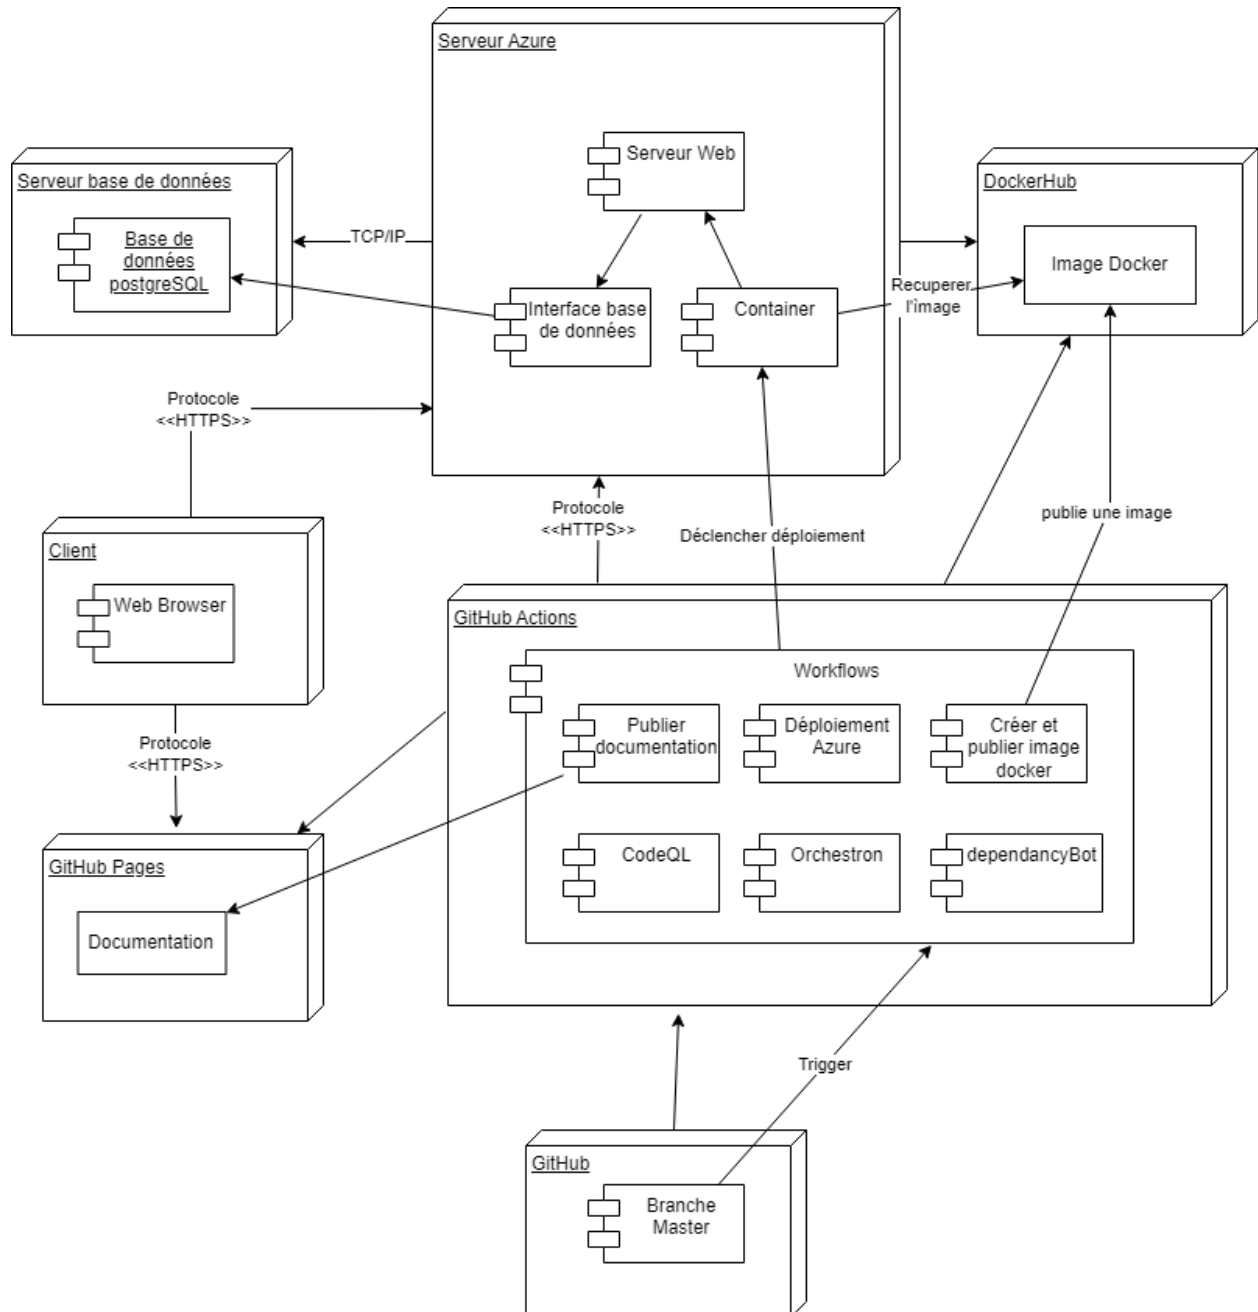 Serveur Azure
Serveur Web
Serveur base de données
Base de
données
postgreSQL
TCP/IP
Interface base
de données
Container
DockerHub
Image Docker
Recuperer
l'image
Protocole
<<HTTPS>>
Protocole
<<HTTPS>>
Déclencher déploiement
publie une image
Client
Web Browser
Protocole
<<HTTPS>>
GitHub Actions
Workflows
Publier
documentation
Déploiement
Azure
Créer et
publier image
docker
CodeQL
Orchestron
dependancyBot
GitHub Pages
Documentation
Trigger
GitHub
Branche
Master